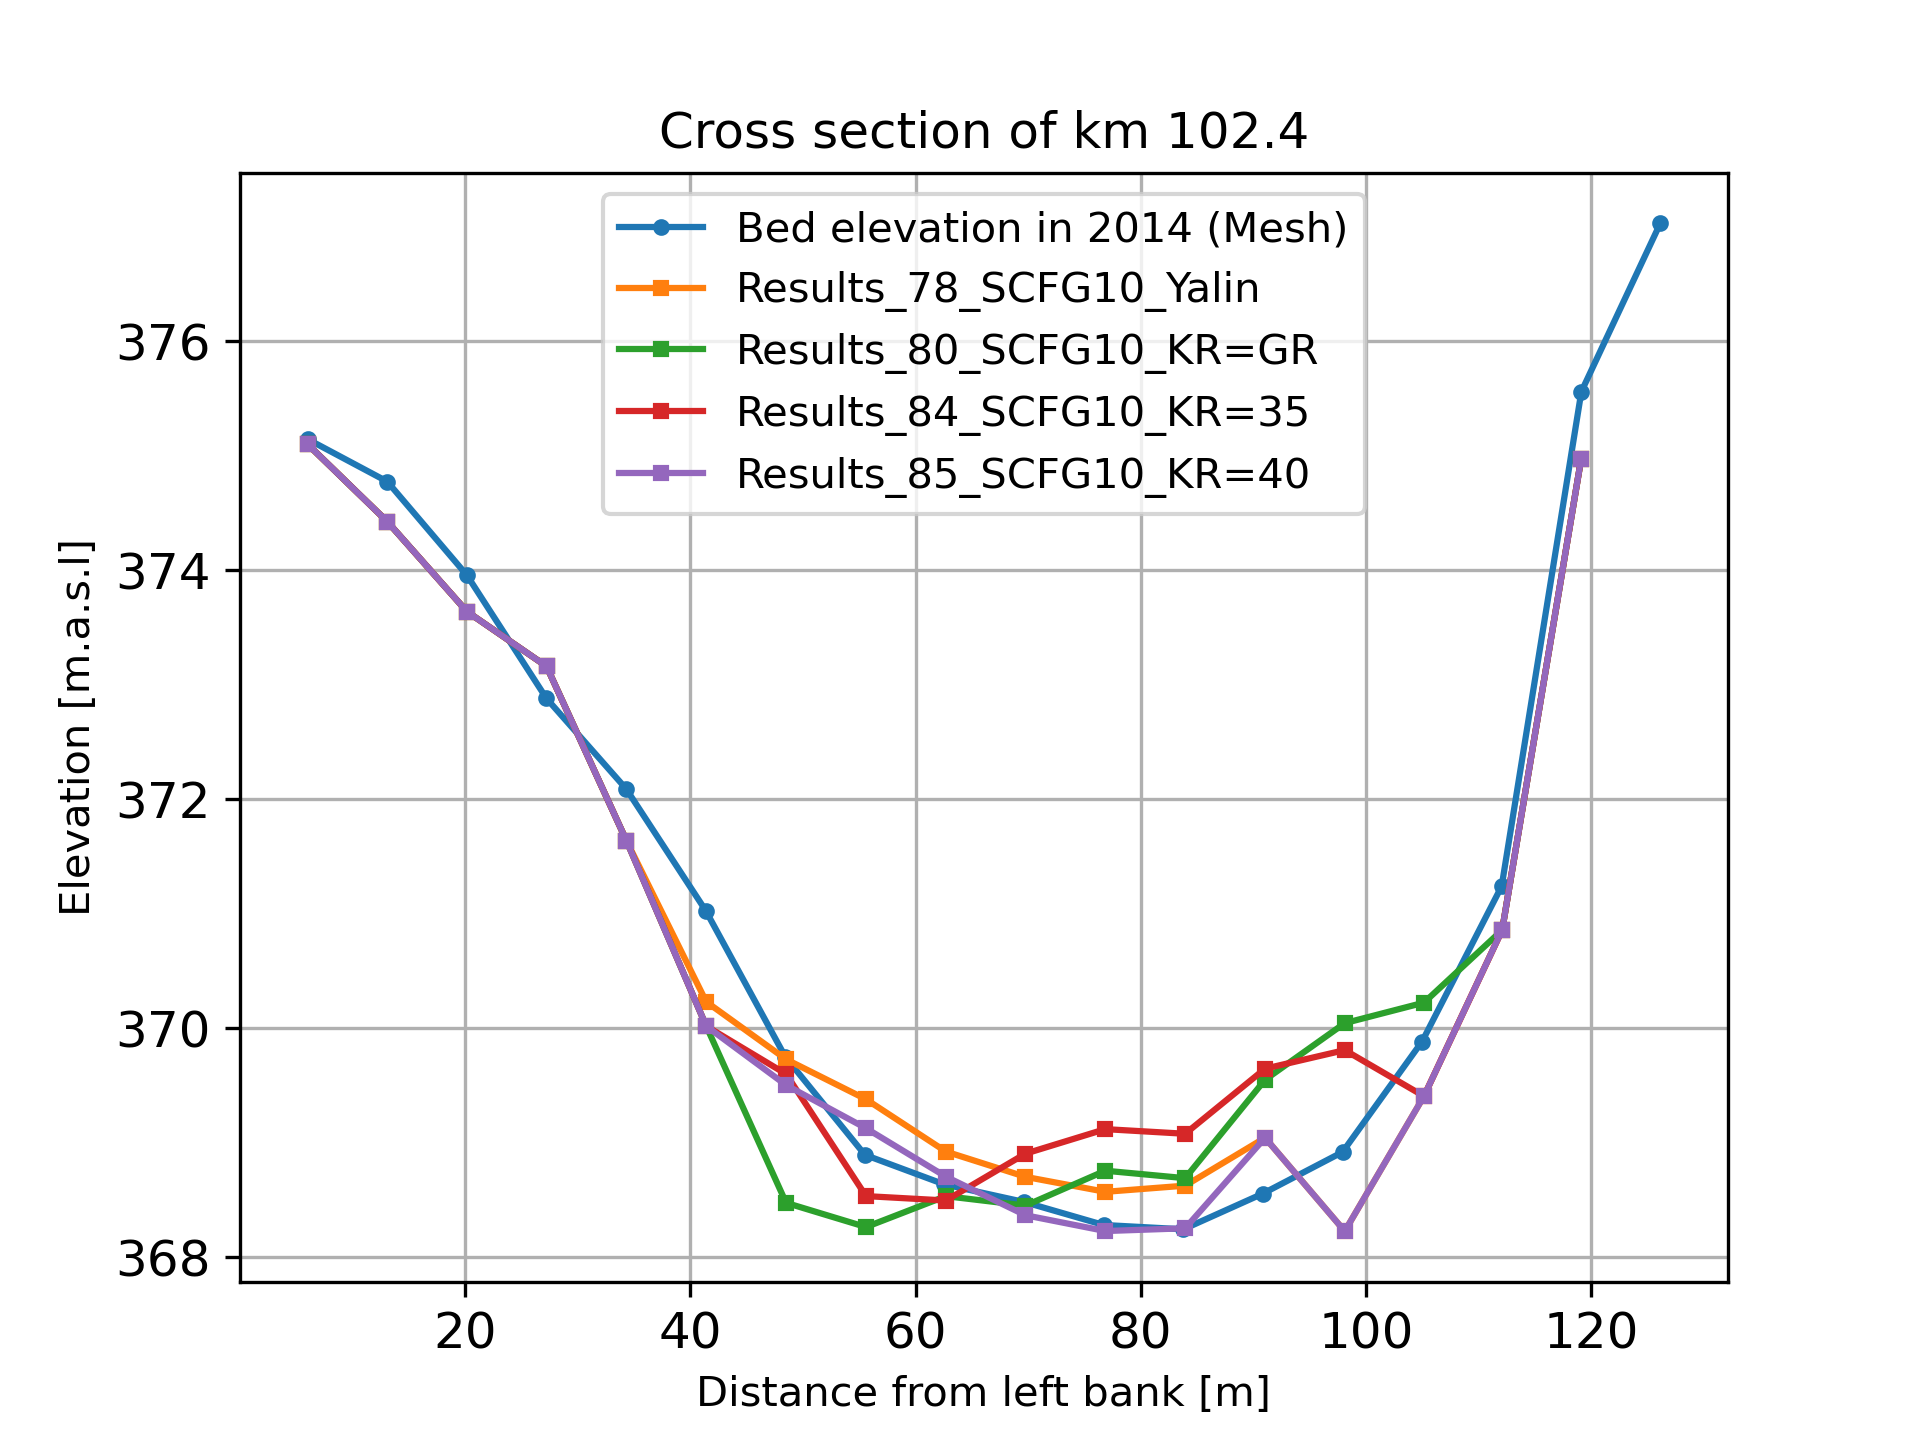 Cross section of km 102.4
Bed elevation in 2014 (Mesh)
Results_78_SCFG10_Yalin
Results_80_SCFG10_KR=GR
Results_84_SCFG10_KR=35
Results_85_SCFG10_KR=40
376
374
372
370
368
Elevation [m.a.s.l]
20 40 60 80 100 120
Distance from left bank [m]